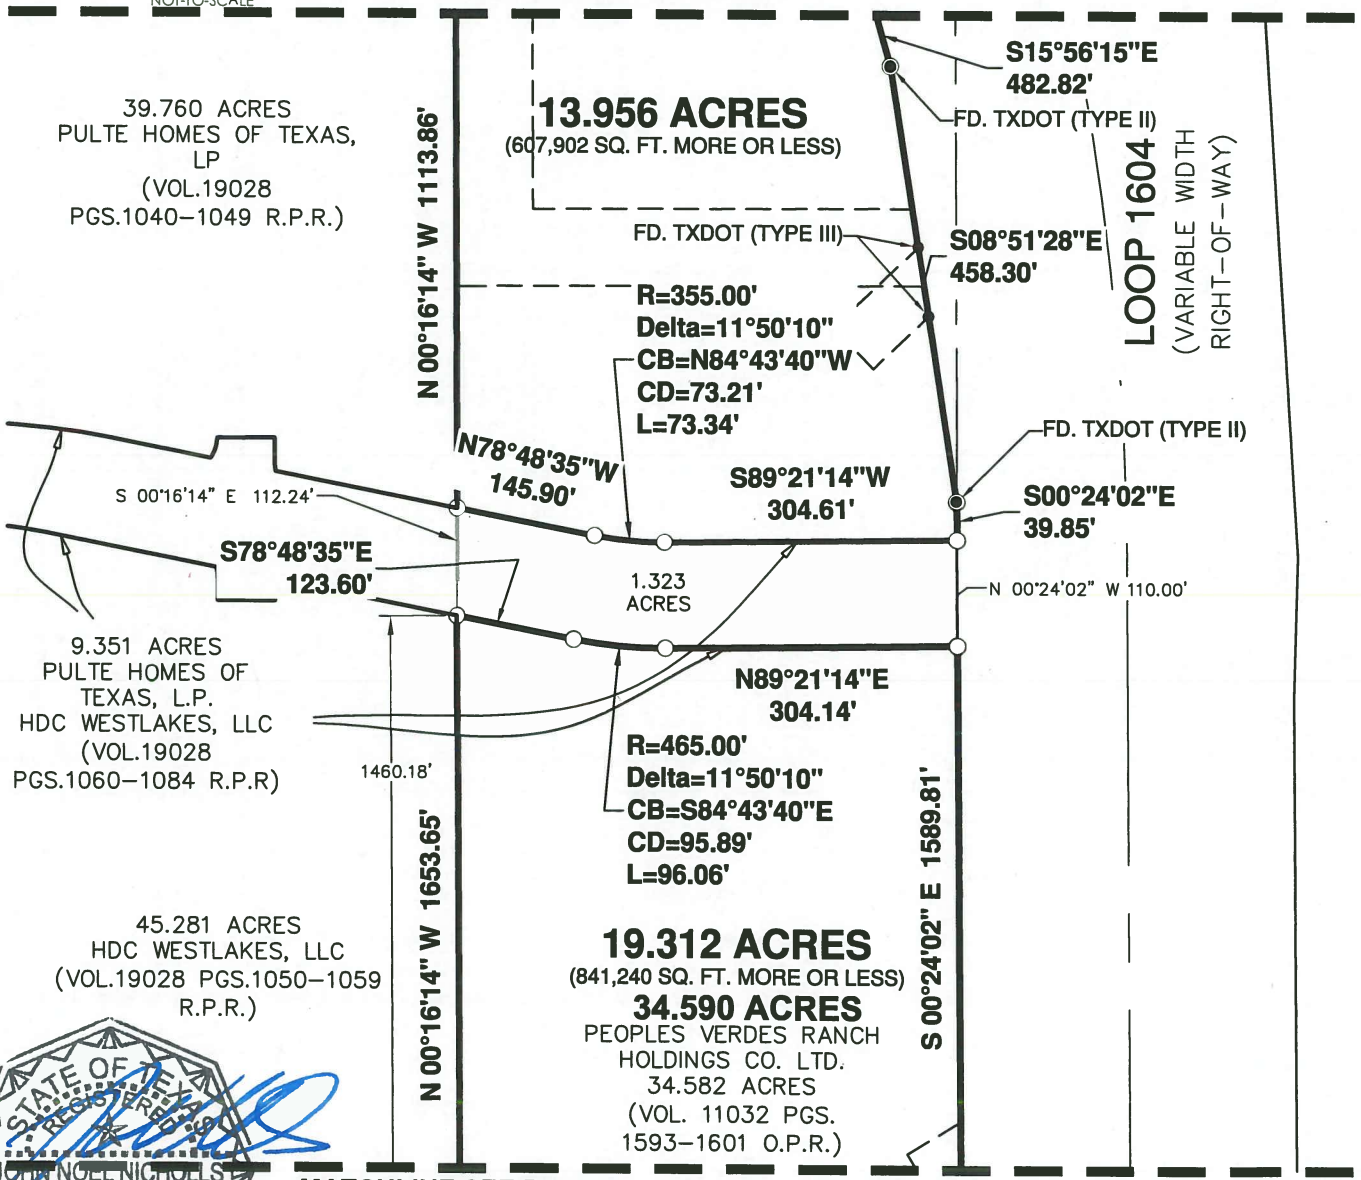 NOT-TO-SCALE
39.760 ACRES
PULTE HOMES OF TEXAS,
LP
(VOL.19028
PGS.1040-1049 R.P.R.)
N 00°16'14" W 1113.86'
13.956 ACRES
(607,902 SQ. FT. MORE OR LESS)
S15°56'15"E
482.82'
FD. TXDOT (TYPE II)
LOOP 1604
(VARIABLE WIDTH
RIGHT-OF-WAY)
FD. TXDOT (TYPE III)
S08°51'28"E
458.30'
R=355.00'
Delta=11°50'10"
CB=N84°43'40"W
CD=73.21'
L=73.34'
FD. TXDOT (TYPE II)
N78°48'35"W
145.90'
S89°21'14"W
304.61'
S00°24'02"E
39.85'
S 00°16'14" E 112.24'
S78°48'35"E
123.60'
1.323
ACRES
N 00°24'02" W 110.00'
9.351 ACRES
PULTE HOMES OF
TEXAS, L.P.
HDC WESTLAKES, LLC
(VOL.19028
PGS.1060-1084 R.P.R)
N89°21'14"E
304.14'
R=465.00'
Delta=11°50'10"
CB=S84°43'40"E
CD=95.89'
L=96.06'
1460.18'
N 00°16'14" W 1653.65'
S 00°24'02" E 1589.81'
45.281 ACRES
HDC WESTLAKES, LLC
(VOL.19028 PGS.1050-1059
R.P.R.)
19.312 ACRES
(841,240 SQ. FT. MORE OR LESS)
34.590 ACRES
PEOPLES VERDES RANCH
HOLDINGS CO. LTD.
34.582 ACRES
(VOL. 11032 PGS.
1593-1601 O.P.R.)
STATE OF TEXAS
REGISTERED
JOHN NOEL NICHOLLS